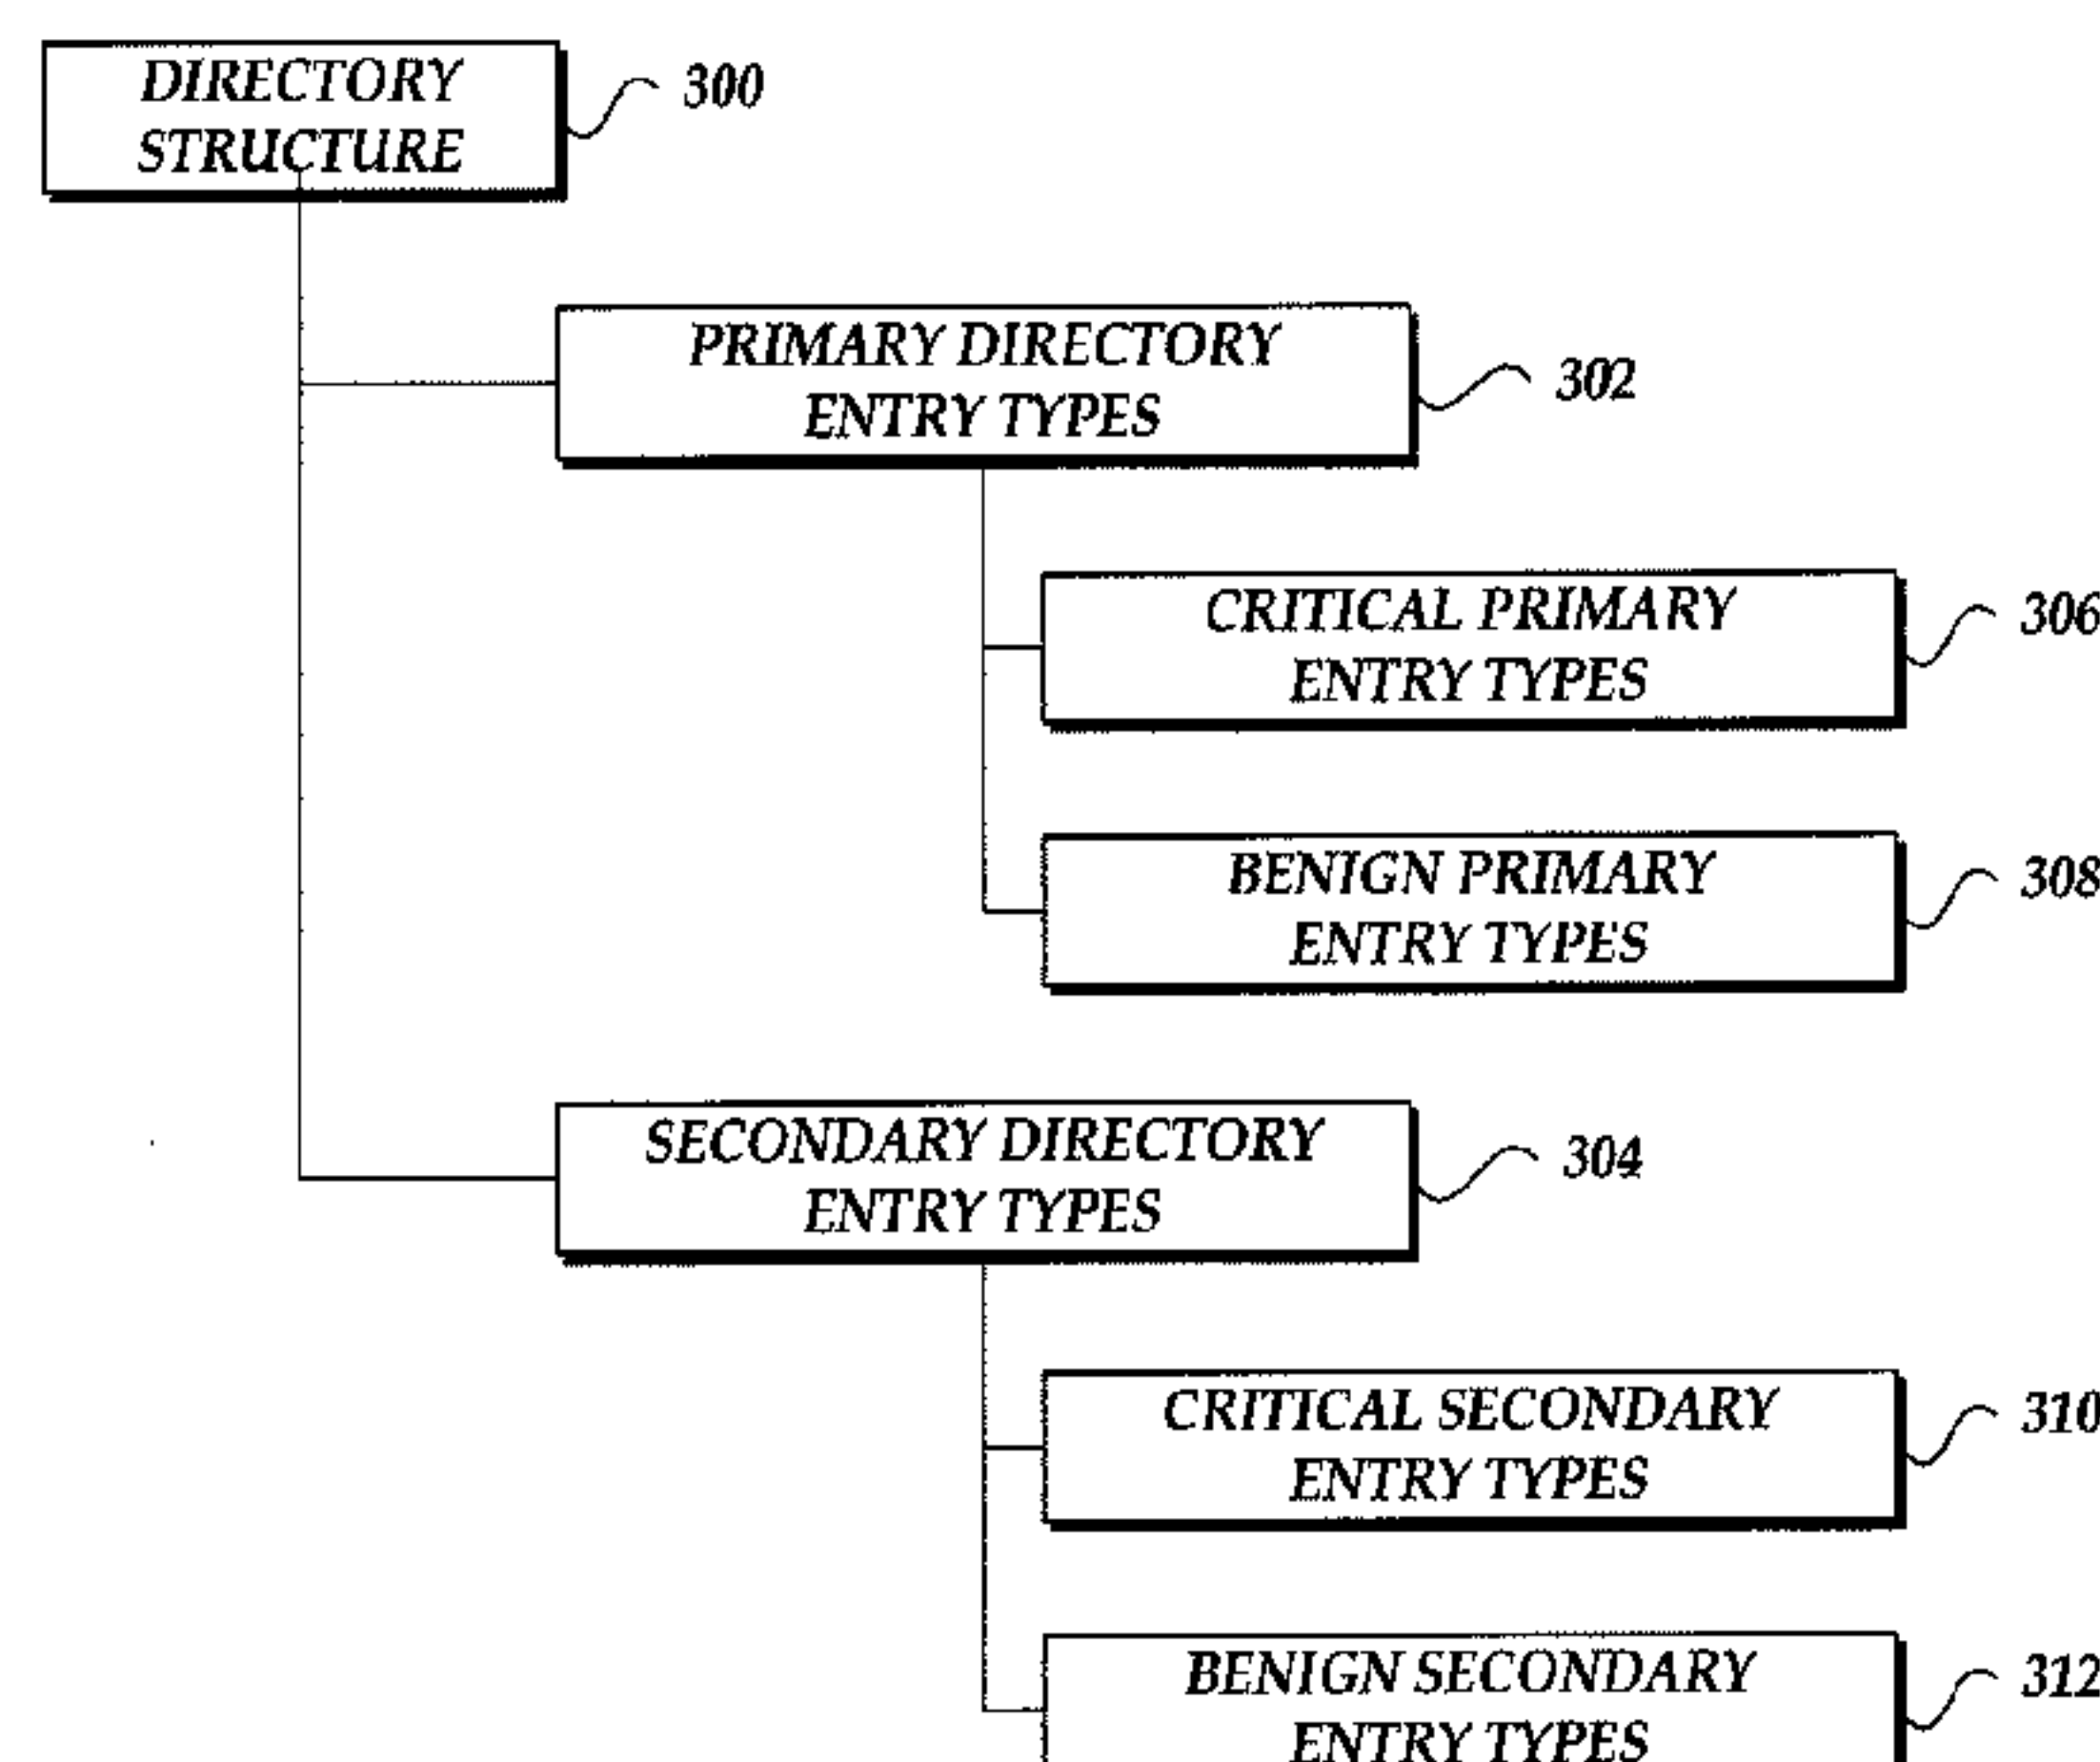 DIRECTORY
STRUCTURE
300
PRIMARY DIRECTORY
ENTRY TYPES
302
CRITICAL PRIMARY
ENTRY TYPES
306
BENIGN PRIMARY
ENTRY TYPES
308
SECONDARY DIRECTORY
ENTRY TYPES
304
CRITICAL SECONDARY
ENTRY TYPES
310
BENIGN SECONDARY
ENTRY TYPES
312